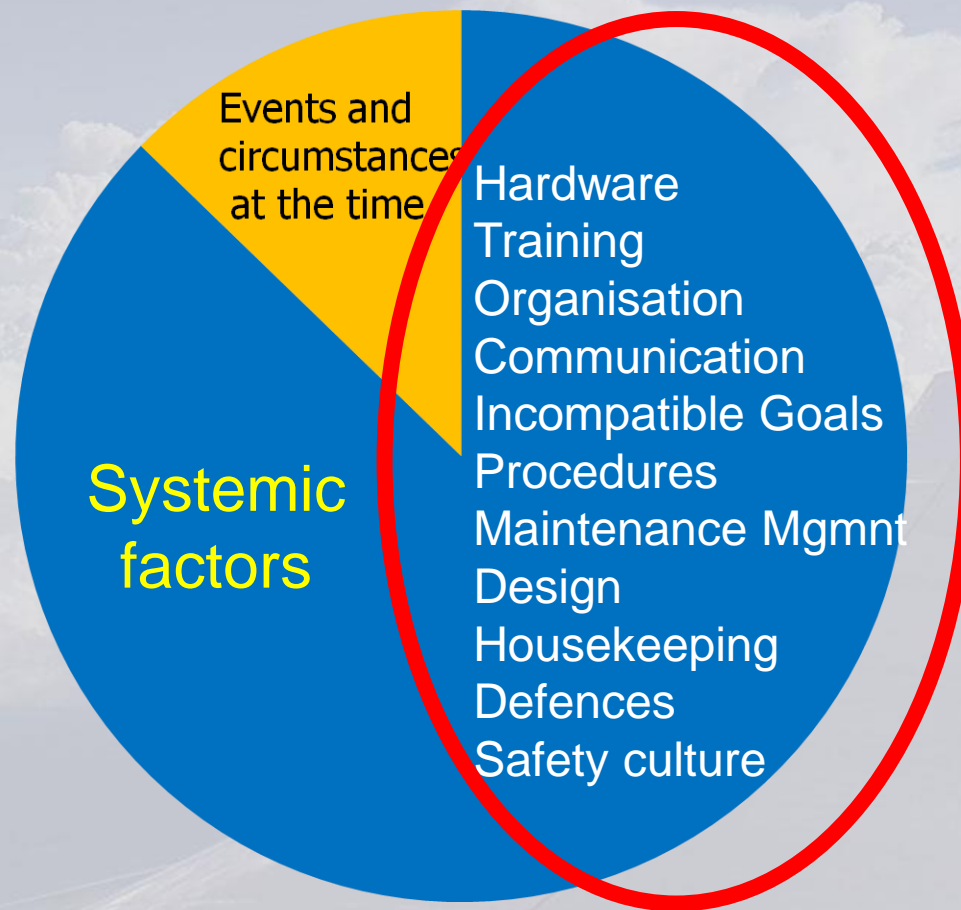 Events and
circumstances
at the time
Hardware
Training
Organisation
Communication
Incompatible Goals
Procedures
Maintenance Mgmnt
Design
Housekeeping
Defences
Safety culture
Systemic
factors